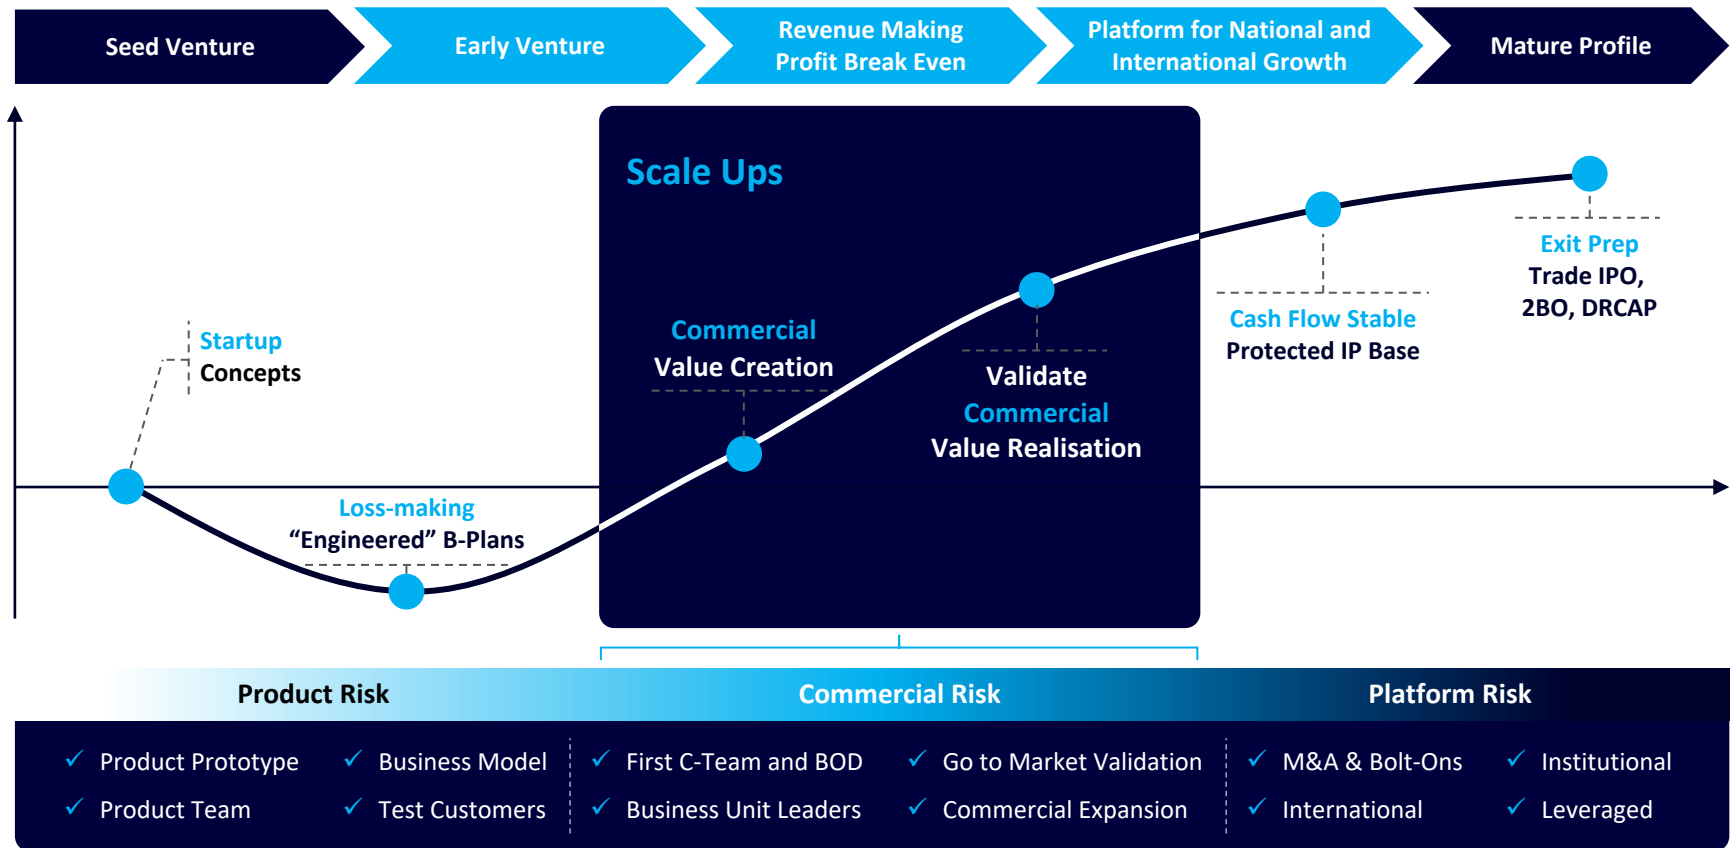 Seed Venture
Early Venture
Revenue Making
Profit Break Even
Platform for National and
International Growth
Mature Profile
Scale Ups
Startup
Concepts
Loss-making
“Engineered” B-Plans
Commercial
Value Creation
Validate
Commercial
Value Realisation
Cash Flow Stable
Protected IP Base
Exit Prep
Trade IPO,
2BO, DRCAP
Product Risk
Commercial Risk
Platform Risk
✓ Product Prototype
✓ Product Team
✓ Business Model
✓ Test Customers
✓ First C-Team and BOD
✓ Business Unit Leaders
✓ Go to Market Validation
✓ Commercial Expansion
✓ M&A & Bolt-Ons
✓ International
✓ Institutional
✓ Leveraged